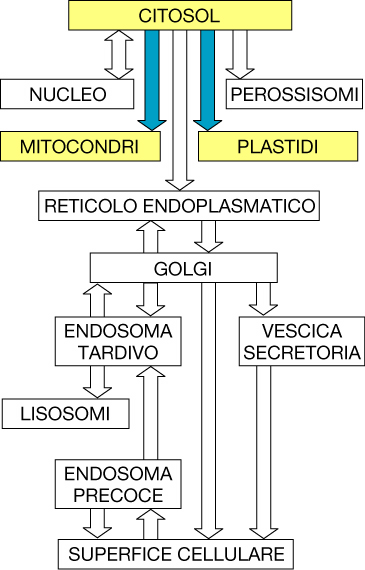 CITOSOL
NUCLEO
PEROSSISOMI
MITOCONDRI
PLASTIDI
RETICOLO ENDOPLASMATICO
GOLGI
ENDOSOMA
TARDIVO
VESCICA
SECRETORIA
LISOSOMI
ENDOSOMA
PRECOCE
SUPERFICE CELLULARE